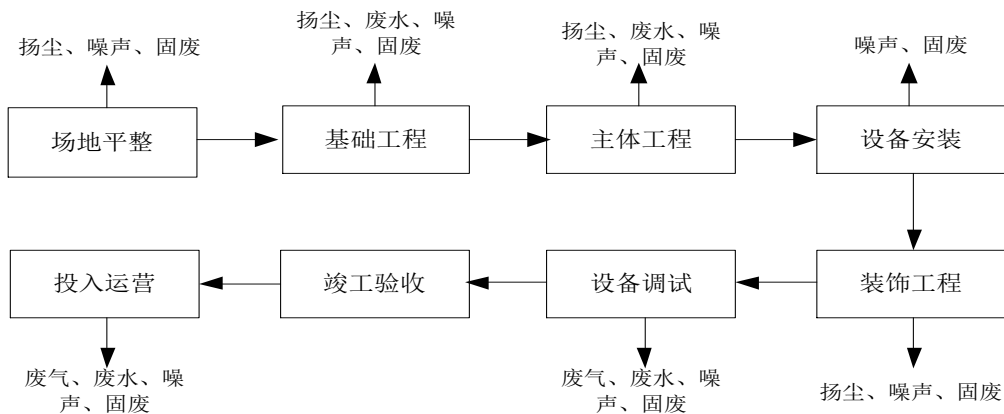 扬尘、噪声、固废
扬尘、废水、噪
声、固废
扬尘、废水、噪
声、固废
噪声、固废
场地平整
基础工程
主体工程
设备安装
投入运营
竣工验收
设备调试
装饰工程
废气、废水、噪
声、固废
废气、废水、噪
声、固废
扬尘、噪声、固废